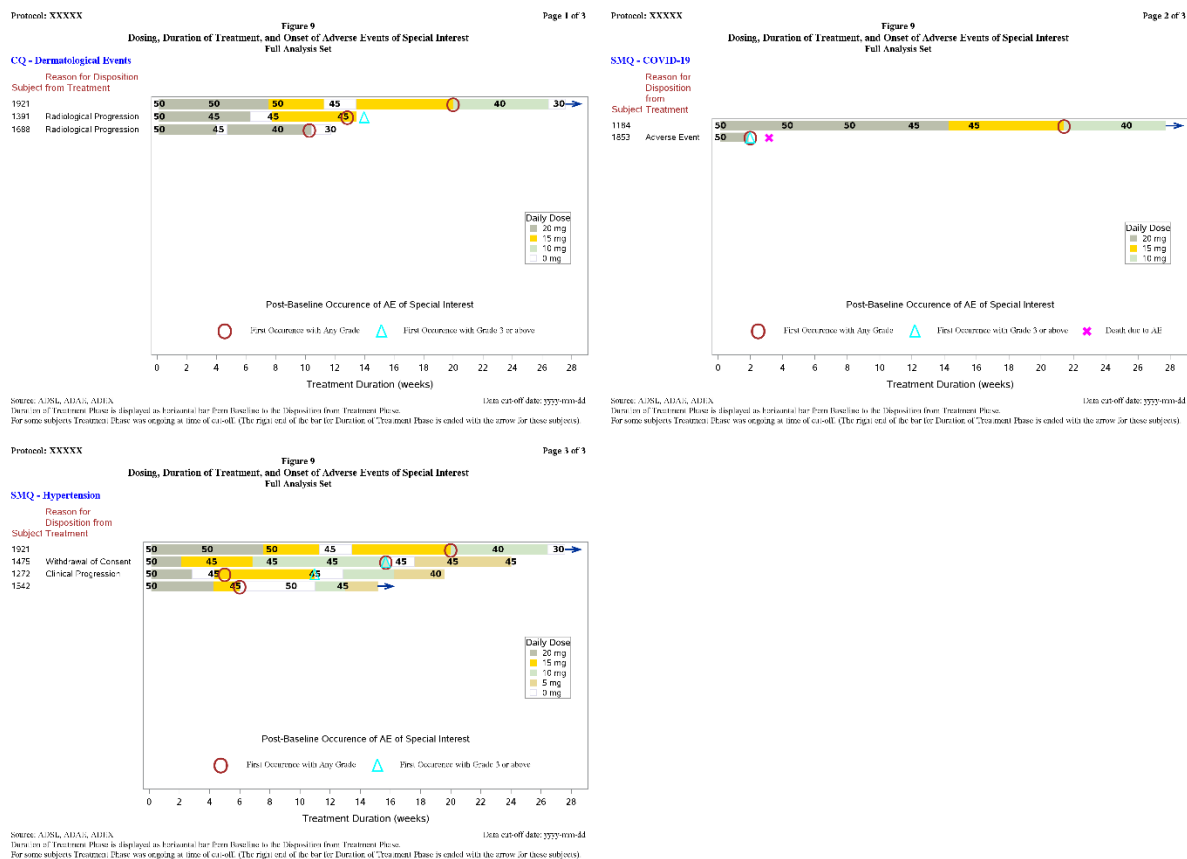 Protocol: XXXXX Page 1 of 3
Figure 9
Dosing, Duration of Treatment, and Onset of Adverse Events of Special Interest
Full Analysis Set
CQ - Dermatological Events
Reason for Disposition
Subject from Treatment
1921 50 50 50 45 40 30
1391 Radiological Progression 50 45 45 45
1688 Radiological Progression 50 45 40 30
Daily Dose
20 mg
15 mg
10 mg
0 mg
Post-Baseline Occurence of AE of Special Interest
First Occurence with Any Grade First Occurence with Grade 3 or above
0 2 4 6 8 10 12 14 16 18 20 22 24 26 28
Treatment Duration (weeks)
Source: ADSL, ADAE, ADEX Data cut-off date: yyyy-mm-dd
Duration of Treatment Phase is displayed as horizontal bar from Baseline to the Disposition from Treatment Phase.
For some subjects Treatment Phase was ongoing at time of cut-off. (The right end of the bar for Duration of Treatment Phase is ended with the arrow for these subjects).
Protocol: XXXXX Page 2 of 3
Figure 9
Dosing, Duration of Treatment, and Onset of Adverse Events of Special Interest
Full Analysis Set
SMQ - COVID-19
Reason for
Disposition
from
Subject Treatment
1184 50 50 50 45 45 40
1853 Adverse Event 50
Daily Dose
20 mg
15 mg
10 mg
Post-Baseline Occurence of AE of Special Interest
First Occurence with Any Grade First Occurence with Grade 3 or above Death due to AE
0 2 4 6 8 10 12 14 16 18 20 22 24 26 28
Treatment Duration (weeks)
Source: ADSL, ADAE, ADEX Data cut-off date: yyyy-mm-dd
Duration of Treatment Phase is displayed as horizontal bar from Baseline to the Disposition from Treatment Phase.
For some subjects Treatment Phase was ongoing at time of cut-off. (The right end of the bar for Duration of Treatment Phase is ended with the arrow for these subjects).
Protocol: XXXXX Page 3 of 3
Figure 9
Dosing, Duration of Treatment, and Onset of Adverse Events of Special Interest
Full Analysis Set
SMQ - Hypertension
Reason for
Disposition from
Subject Treatment
1921 50 50 50 45 40 30
1475 Withdrawal of Consent 50 45 45 45 45 45 45
1272 Clinical Progression 50 45 45 40
1542 50 45 50 45
Daily Dose
20 mg
15 mg
10 mg
5 mg
0 mg
Post-Baseline Occurence of AE of Special Interest
First Occurence with Any Grade First Occurence with Grade 3 or above
0 2 4 6 8 10 12 14 16 18 20 22 24 26 28
Treatment Duration (weeks)
Source: ADSL, ADAE, ADEX Data cut-off date: yyyy-mm-dd
Duration of Treatment Phase is displayed as horizontal bar from Baseline to the Disposition from Treatment Phase.
For some subjects Treatment Phase was ongoing at time of cut-off. (The right end of the bar for Duration of Treatment Phase is ended with the arrow for these subjects).